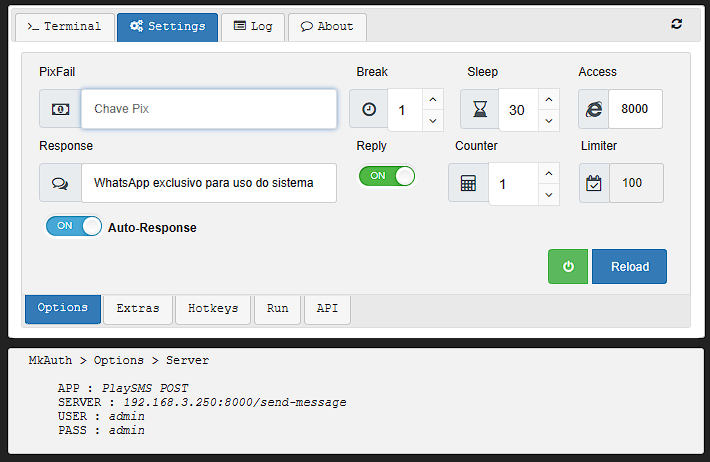 Terminal Settings Log About
PixFail Break Sleep Access
Chave Pix 1 30 8000
Response Reply Counter Limiter
WhatsApp exclusivo para uso do sistema ON 1 100
ON Auto-Response
Reload
Options Extras Hotkeys Run API
MkAuth > Options > Server
APP : PlaySMS POST
SERVER : 192.168.3.250:8000/send-message
USER : admin
PASS : admin